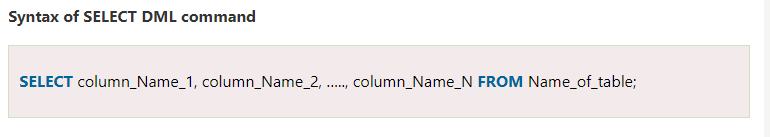 Syntax of SELECT DML command
SELECT column_Name_1, column_Name_2, ....., column_Name_N FROM Name_of_table;